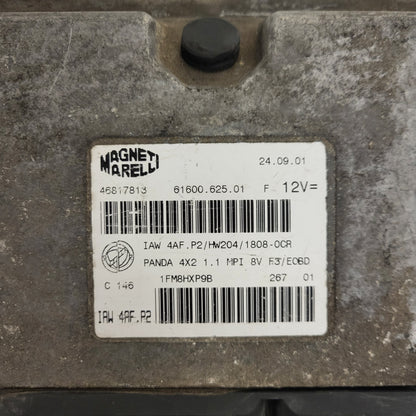 MAGNETI
MARELLI
24.09.01
46817813 61600.625.01 F 12V=
IAW 4AF.P2/HW204/1808-0CR
PANDA 4X2 1.1 MPI 8V F3/EOBD
C 146 1FM8HXP9B 267 01
IAW 4AF.P2